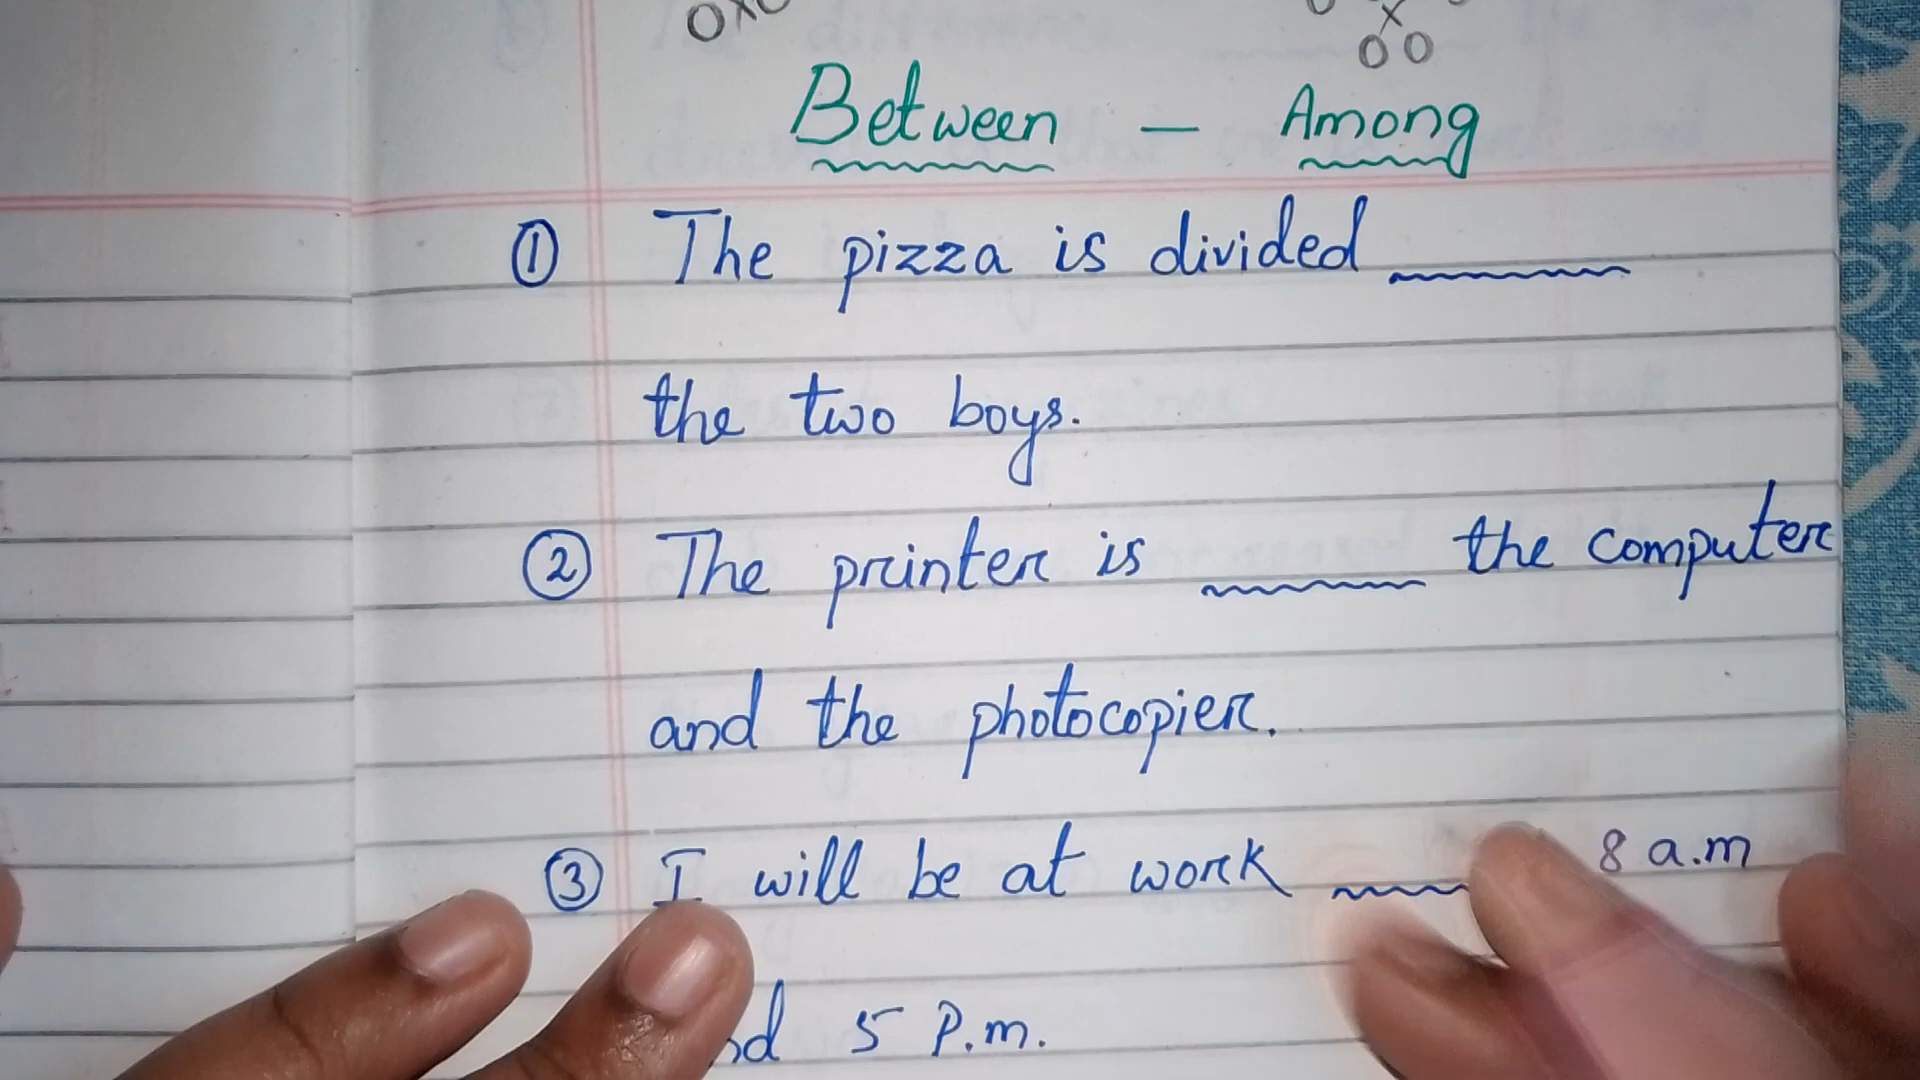 Between - Among
① The pizza is divided
the two boys.
② The printer is the computer
and the photocopier.
③ I will be at work 8 a.m
5 P.m.